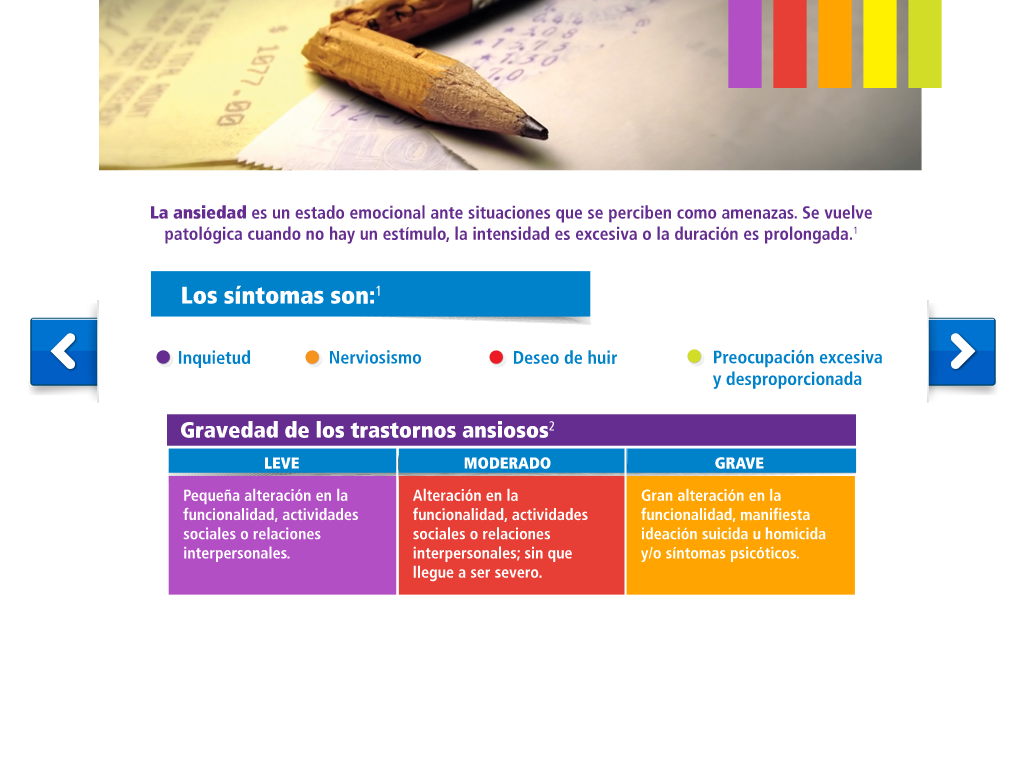 $ 1077.00
La ansiedad es un estado emocional ante situaciones que se perciben como amenazas. Se vuelve
patológica cuando no hay un estímulo, la intensidad es excesiva o la duración es prolongada.1
Los síntomas son:1
Inquietud
Nerviosismo
Deseo de huir
Preocupación excesiva
y desproporcionada
Gravedad de los trastornos ansiosos2
LEVE
MODERADO
GRAVE
Pequeña alteración en la
funcionalidad, actividades
sociales o relaciones
interpersonales.
Alteración en la
funcionalidad, actividades
sociales o relaciones
interpersonales; sin que
llegue a ser severo.
Gran alteración en la
funcionalidad, manifiesta
ideación suicida u homicida
y/o síntomas psicóticos.